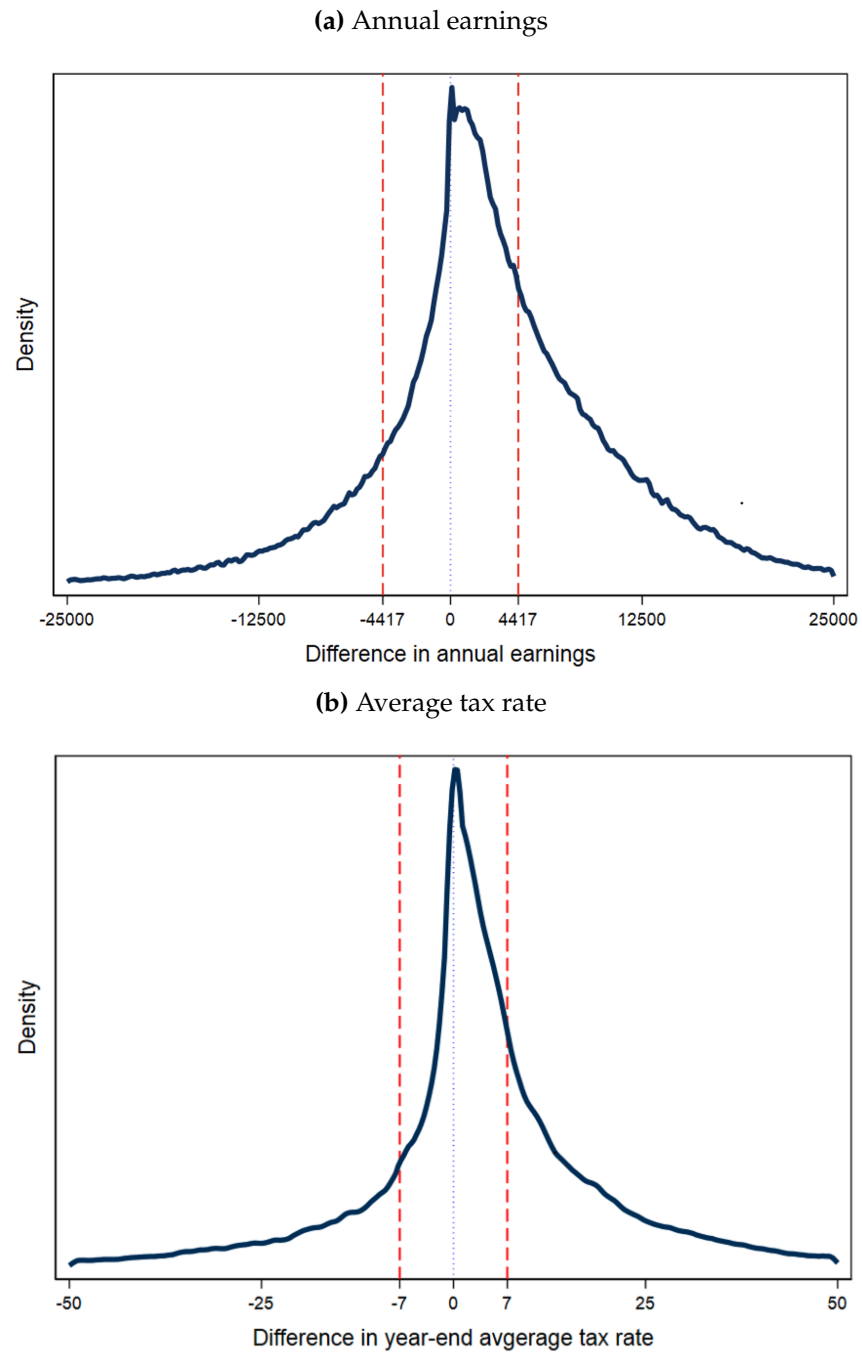 (a) Annual earnings
Density
-25000 -12500 -4417 0 4417 12500 25000
Difference in annual earnings
(b) Average tax rate
Density
-50 -25 -7 0 7 25 50
Difference in year-end avgerage tax rate